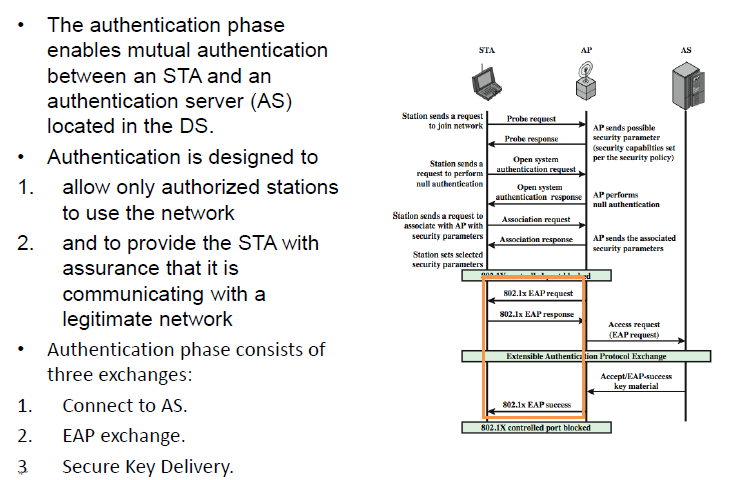 • The authentication phase
enables mutual authentication
between an STA and an
authentication server (AS)
located in the DS.
• Authentication is designed to
1. allow only authorized stations
to use the network
2. and to provide the STA with
assurance that it is
communicating with a
legitimate network
• Authentication phase consists of
three exchanges:
1. Connect to AS.
2. EAP exchange.
3 Secure Key Delivery.
STA
AP
AS
Station sends a request
to join network
Probe request
Probe response
AP sends possible
security parameter
(security capabilties set
per the security policy)
Station sends a
request to perform
null authentication
Open system
authentication request
Open system
authentication response
AP performs
null authentication
Station sends a request to
associate with AP with
security parameters
Association request
Association response
AP sends the associated
security parameters
Station sets selected
security parameters
802.1X controlled port blocked
802.1x EAP request
802.1x EAP response
Access request
(EAP request)
Extensible Authentication Protocol Exchange
Accept/EAP-success
key material
802.1x EAP success
802.1X controlled port blocked